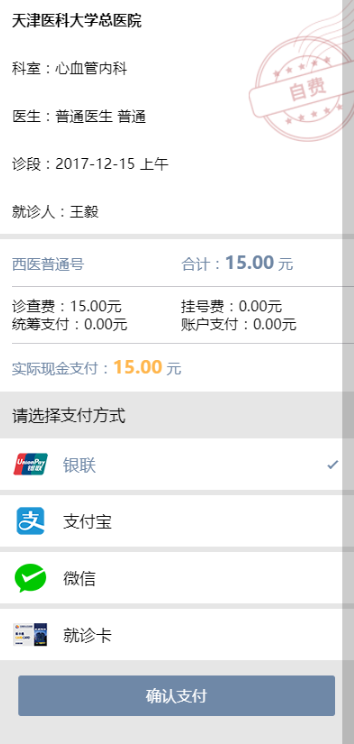 天津医科大学总医院
自费
科室：心血管内科
医生：普通医生 普通
诊段：2017-12-15 上午
就诊人：王毅
西医普通号 合计：15.00 元
诊查费：15.00元 挂号费：0.00元
统筹支付：0.00元 账户支付：0.00元
实际现金支付：15.00 元
请选择支付方式
UnionPay 银联 银联
支 支付宝
微信
就诊卡
确认支付